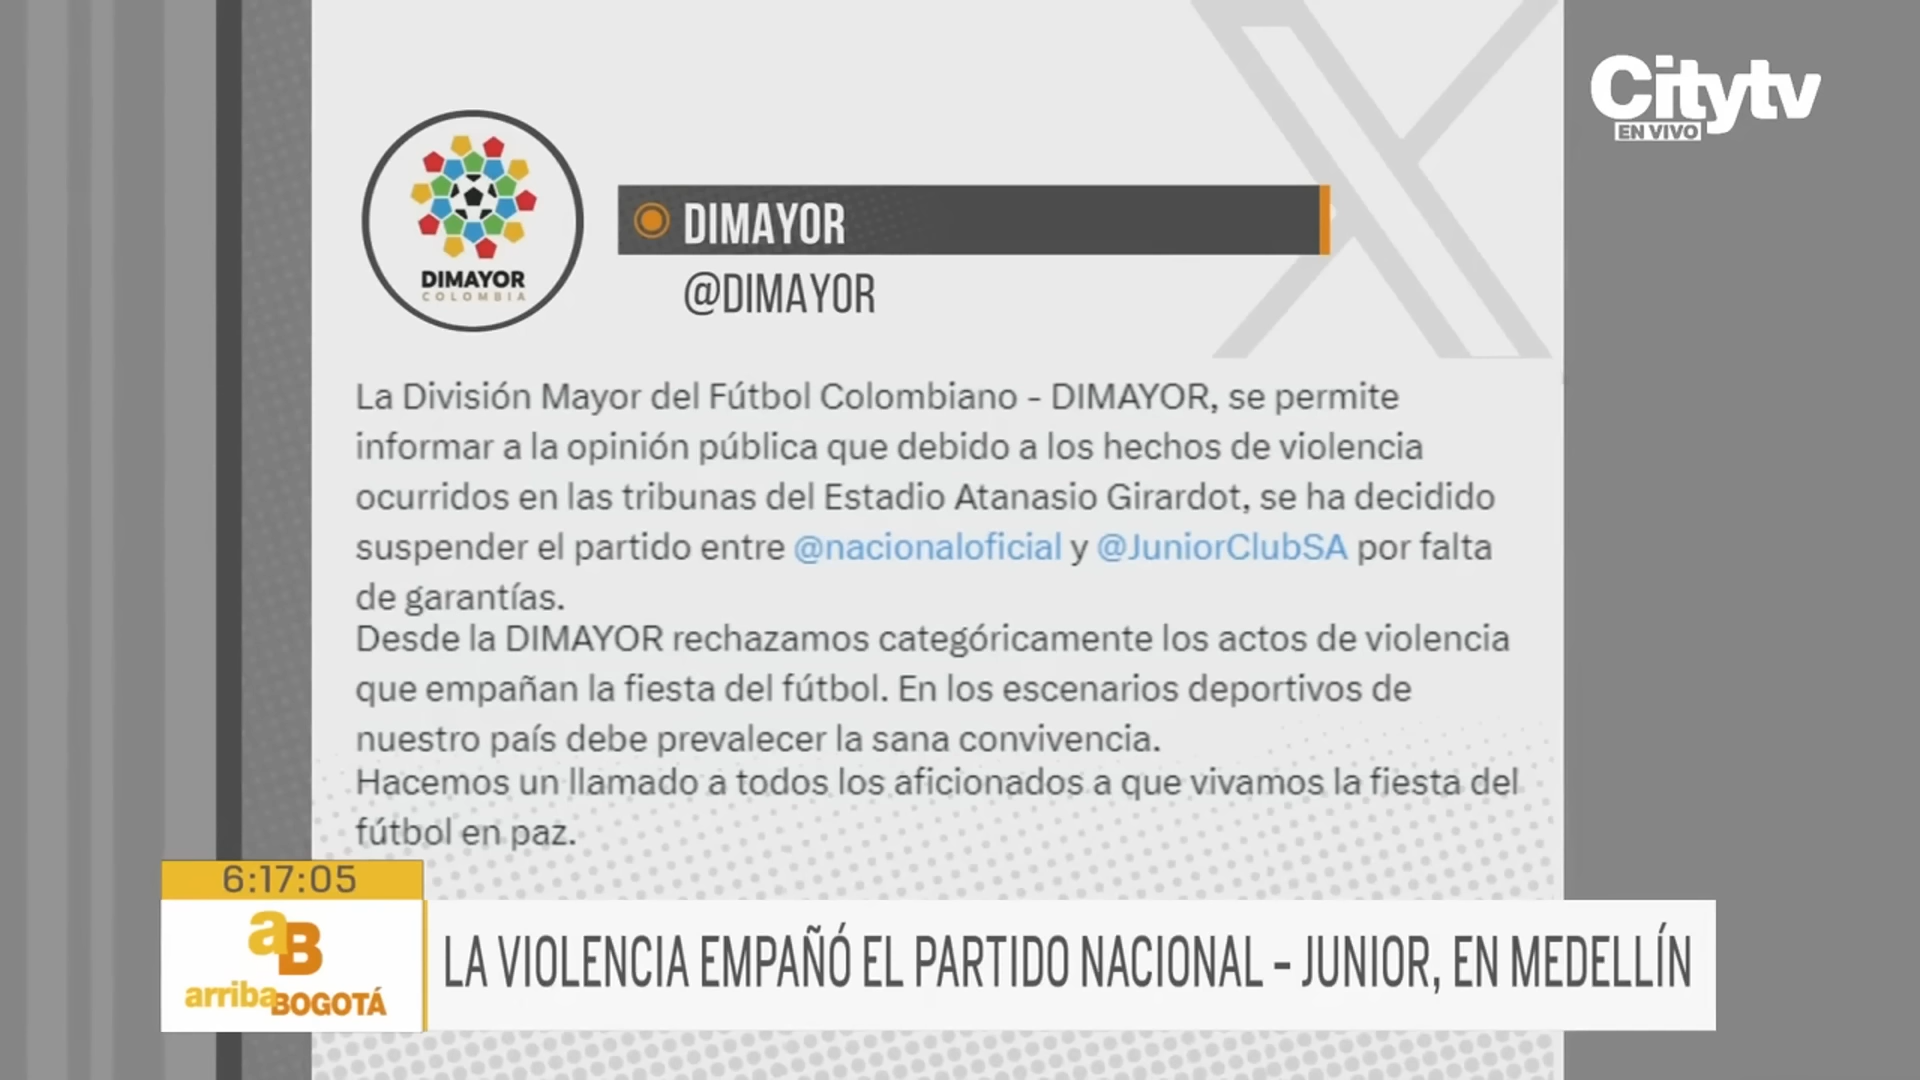 Citytv
EN VIVO
DIMAYOR
COLOMBIA
DIMAYOR
@DIMAYOR
La División Mayor del Fútbol Colombiano - DIMAYOR, se permite
informar a la opinión pública que debido a los hechos de violencia
ocurridos en las tribunas del Estadio Atanasio Girardot, se ha decidido
suspender el partido entre @nacionaloficial y @JuniorClubSA por falta
de garantías.
Desde la DIMAYOR rechazamos categóricamente los actos de violencia
que empañan la fiesta del fútbol. En los escenarios deportivos de
nuestro país debe prevalecer la sana convivencia.
Hacemos un llamado a todos los aficionados a que vivamos la fiesta del
fútbol en paz.
6:17:05
aB
arriba BOGOTÁ
LA VIOLENCIA EMPAÑÓ EL PARTIDO NACIONAL - JUNIOR, EN MEDELLÍN